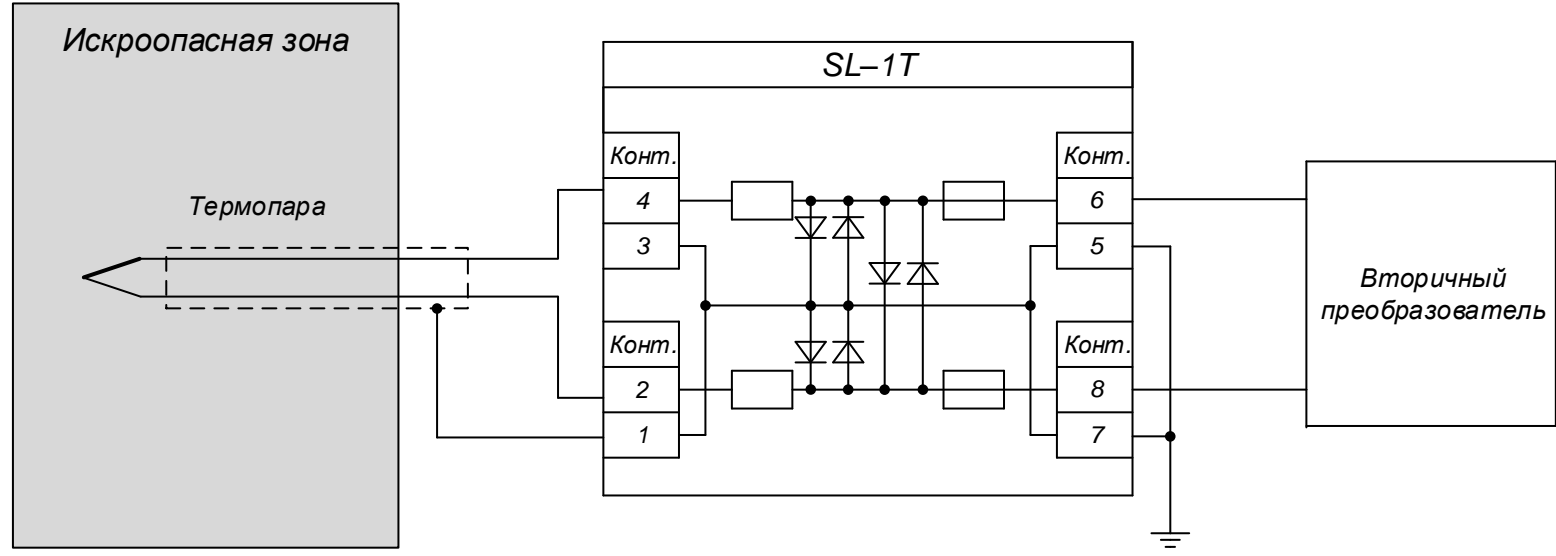 Искроопасная зона
SL–1T
Термопара
Конт.
4
3
Конт.
2
1
Конт.
6
5
Конт.
8
7
Вторичный
преобразователь